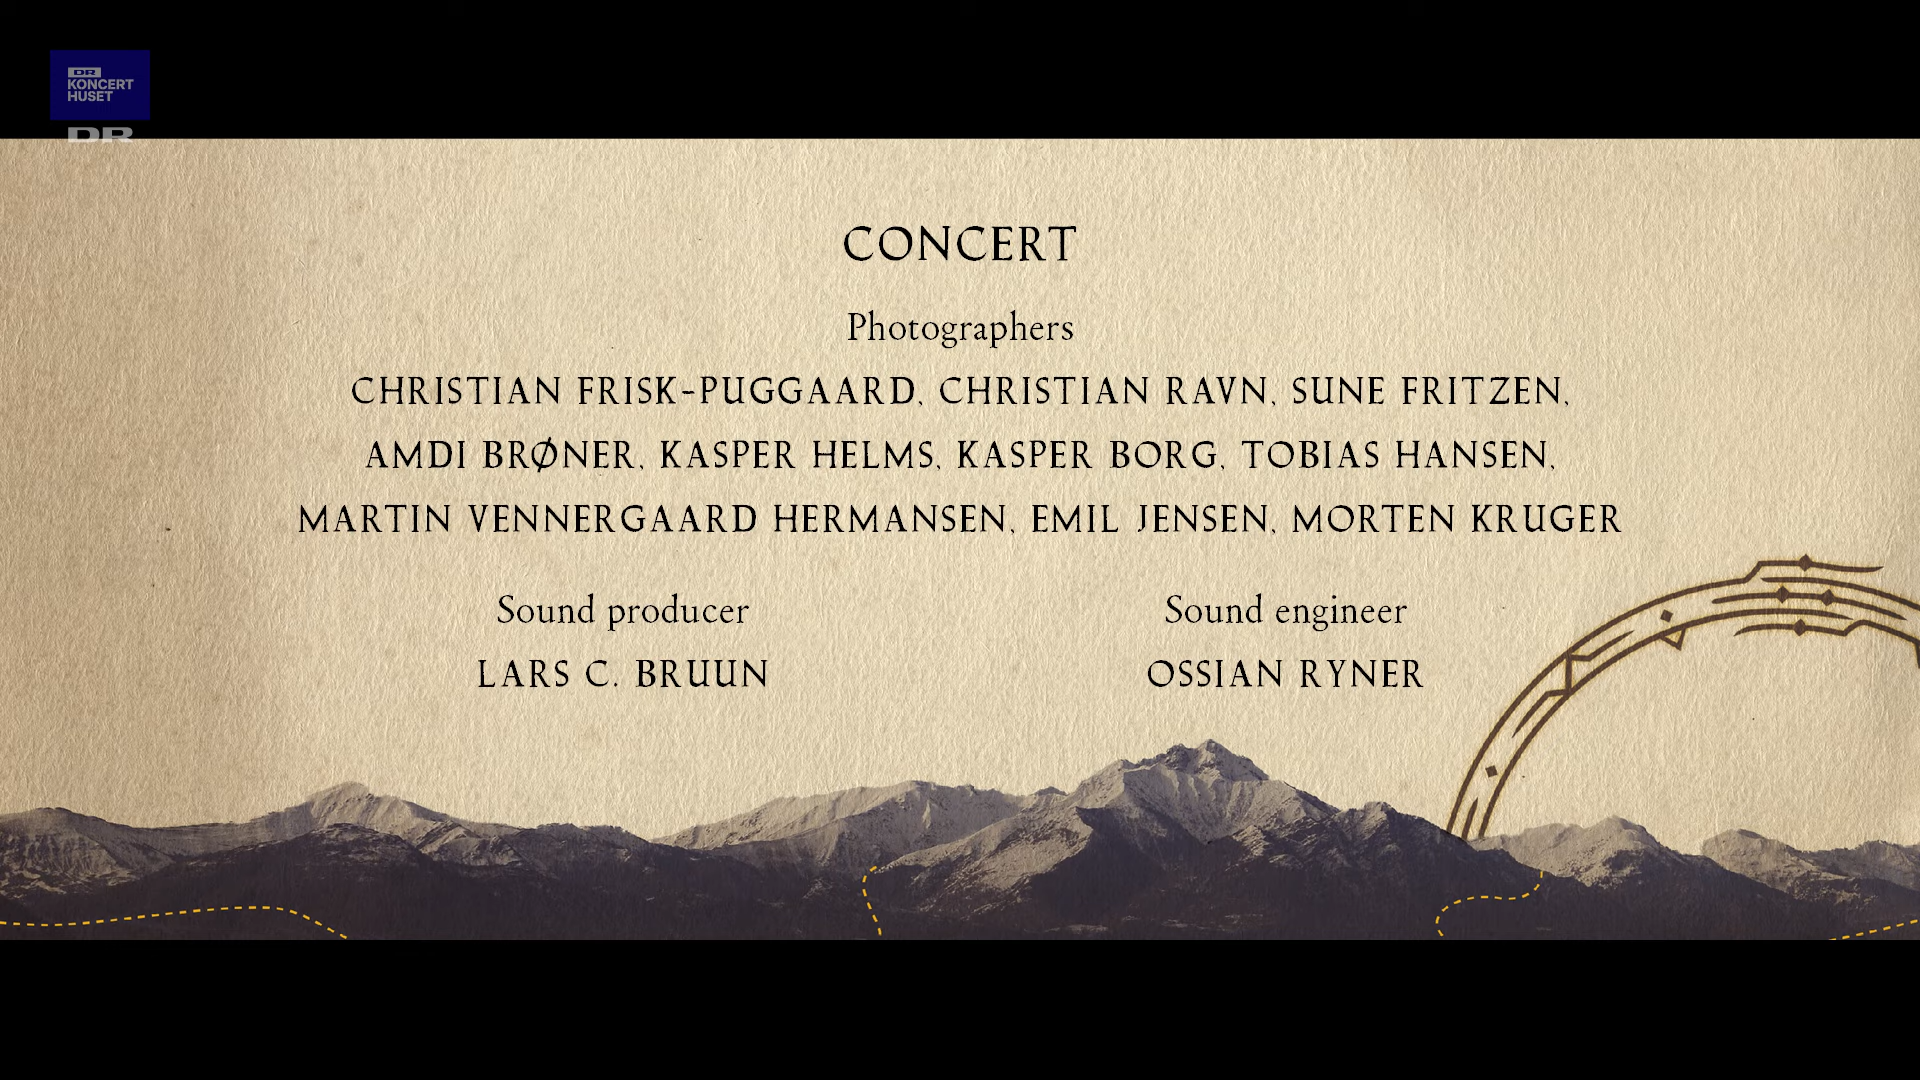 DR
KONCERT
HUSET
DR
CONCERT
Photographers
CHRISTIAN FRISK-PUGGAARD, CHRISTIAN RAVN, SUNE FRITZEN,
AMDI BRØNER, KASPER HELMS, KASPER BORG, TOBIAS HANSEN,
MARTIN VENNERGAARD HERMANSEN, EMIL JENSEN, MORTEN KRUGER
Sound producer
Sound engineer
LARS C. BRUUN
OSSIAN RYNER